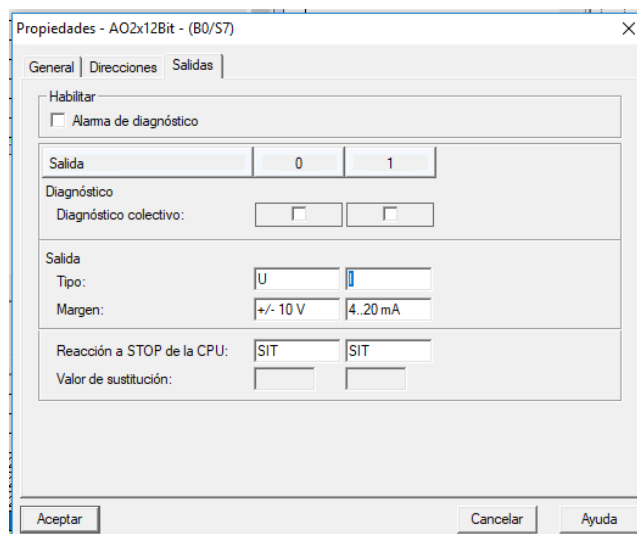 Propiedades - AO2x12Bit - (B0/S7)
General Direcciones Salidas
Habilitar
Alarma de diagnóstico
Salida 0 1
Diagnóstico
Diagnóstico colectivo:
Salida
Tipo: U I
Margen: +/- 10 V 4..20 mA
Reacción a STOP de la CPU: SIT SIT
Valor de sustitución:
Aceptar Cancelar Ayuda